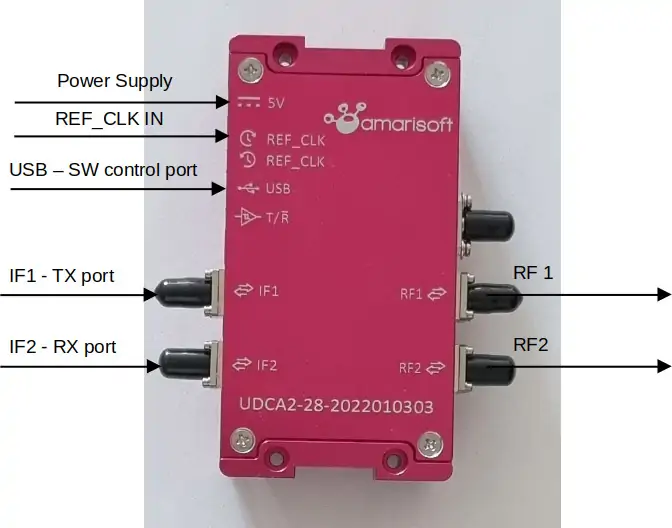 Power Supply
5V
REF_CLK IN
amarisoft
REF_CLK
REF_CLK
USB – SW control port
USB
T/R̅
IF1 - TX port
IF1
RF1
RF 1
IF2 - RX port
IF2
RF2
RF2
UDCA2-28-2022010303